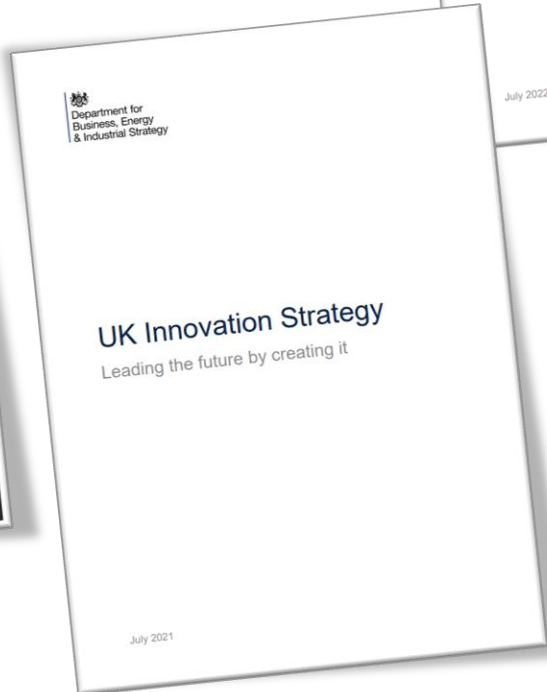 July 2022
Department for
Business, Energy
& Industrial Strategy
UK Innovation Strategy
Leading the future by creating it
July 2021